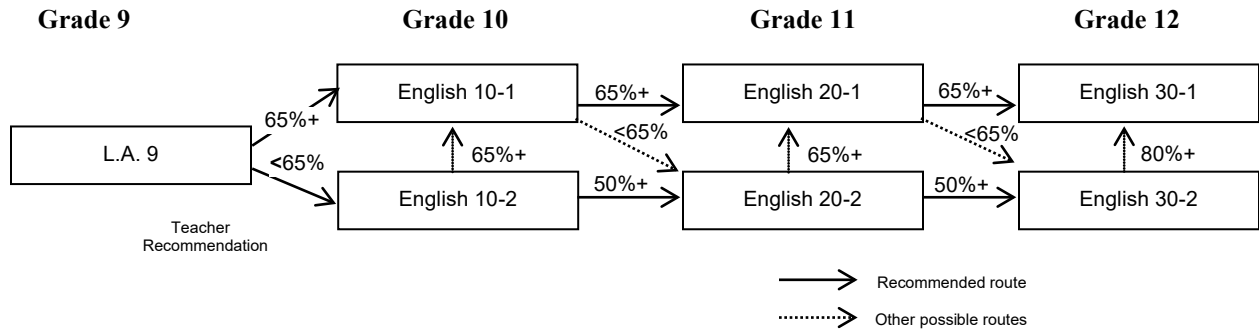 Grade 9 Grade 10 Grade 11 Grade 12
English 10-1 65%+ English 20-1 65%+ English 30-1
65%+
L.A. 9
<65% <65% <65%
65%+ 65%+ 80%+
English 10-2 50%+ English 20-2 50%+ English 30-2
Teacher
Recommendation
Recommended route
Other possible routes